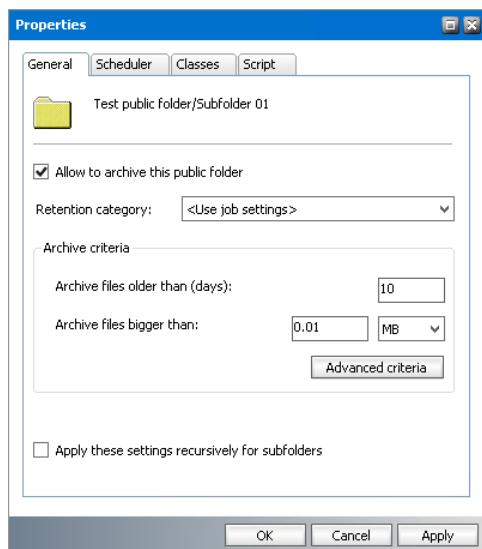 Properties
General Scheduler Classes Script
Test public folder/Subfolder 01
Allow to archive this public folder
Retention category: <Use job settings>
Archive criteria
Archive files older than (days): 10
Archive files bigger than: 0.01 MB
Advanced criteria
Apply these settings recursively for subfolders
OK Cancel Apply